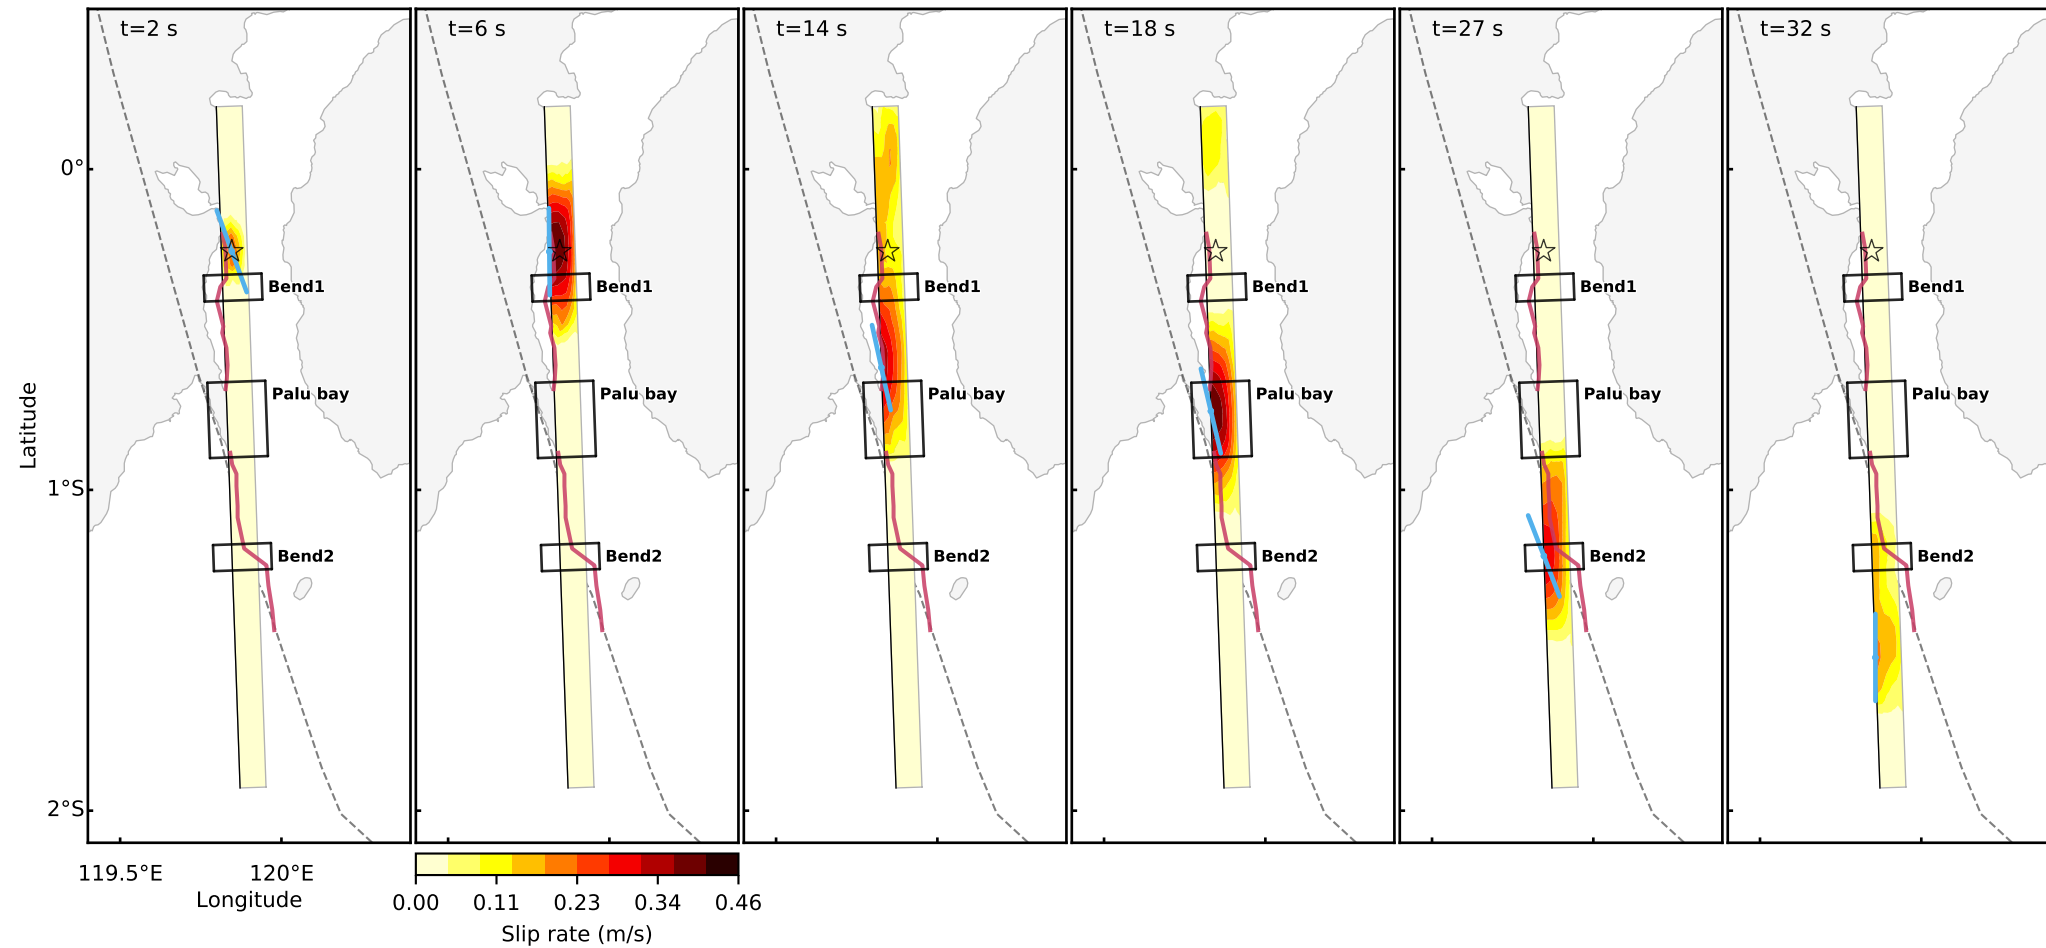 t=2 s
t=6 s
t=14 s
t=18 s
t=27 s
t=32 s
0°
1°S
2°S
Latitude
Bend1
Palu bay
Bend2
Bend1
Palu bay
Bend2
Bend1
Palu bay
Bend2
Bend1
Palu bay
Bend2
Bend1
Palu bay
Bend2
Bend1
Palu bay
Bend2
119.5°E 120°E
Longitude
0.00 0.11 0.23 0.34 0.46
Slip rate (m/s)